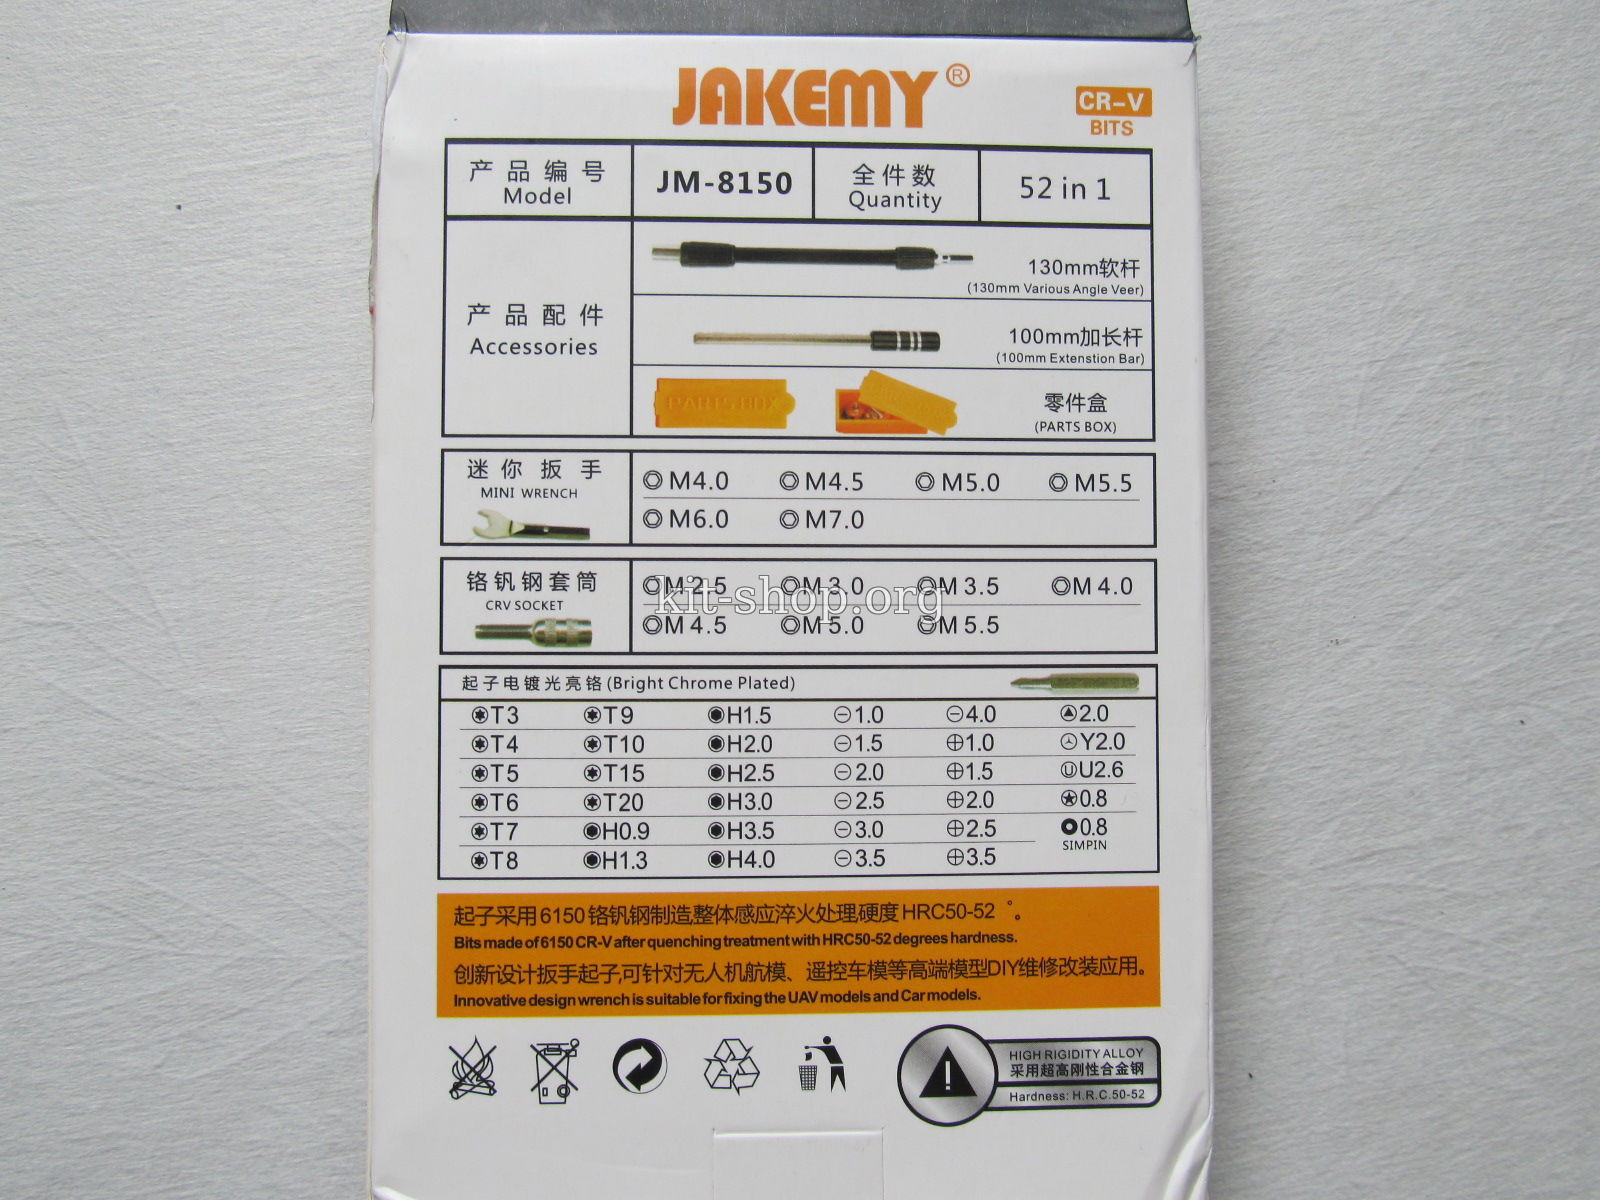 JAKEMY®
CR-V
BITS
产品编号
Model
JM-8150
全件数
Quantity
52 in 1
产品配件
Accessories
130mm软杆
(130mm Various Angle Veer)
100mm加长杆
(100mm Extenstion Bar)
PARTS BOX
零件盒
(PARTS BOX)
迷你扳手
MINI WRENCH
M4.0 M4.5 M5.0 M5.5
M6.0 M7.0
铬钒钢套筒
CRV SOCKET
M2.5 M3.0 M3.5 M4.0
kit-shop.org
M4.5 M5.0 M5.5
起子电镀光亮铬(Bright Chrome Plated)
T3 T9 H1.5 1.0 4.0 2.0
T4 T10 H2.0 1.5 1.0 Y2.0
T5 T15 H2.5 2.0 1.5 U2.6
T6 T20 H3.0 2.5 2.0 0.8
T7 H0.9 H3.5 3.0 2.5 0.8
SIMPIN
T8 H1.3 H4.0 3.5 3.5
起子采用6150铬钒钢制造整体感应淬火处理硬度HRC50-52°。
Bits made of 6150 CR-V after quenching treatment with HRC50-52 degrees hardness.
创新设计扳手起子,可针对无人机航模、遥控车模等高端模型DIY维修改装应用。
Innovative design wrench is suitable for fixing the UAV models and Car models.
HIGH RIGIDITY ALLOY
采用超高刚性合金钢
Hardness: H.R.C.50-52